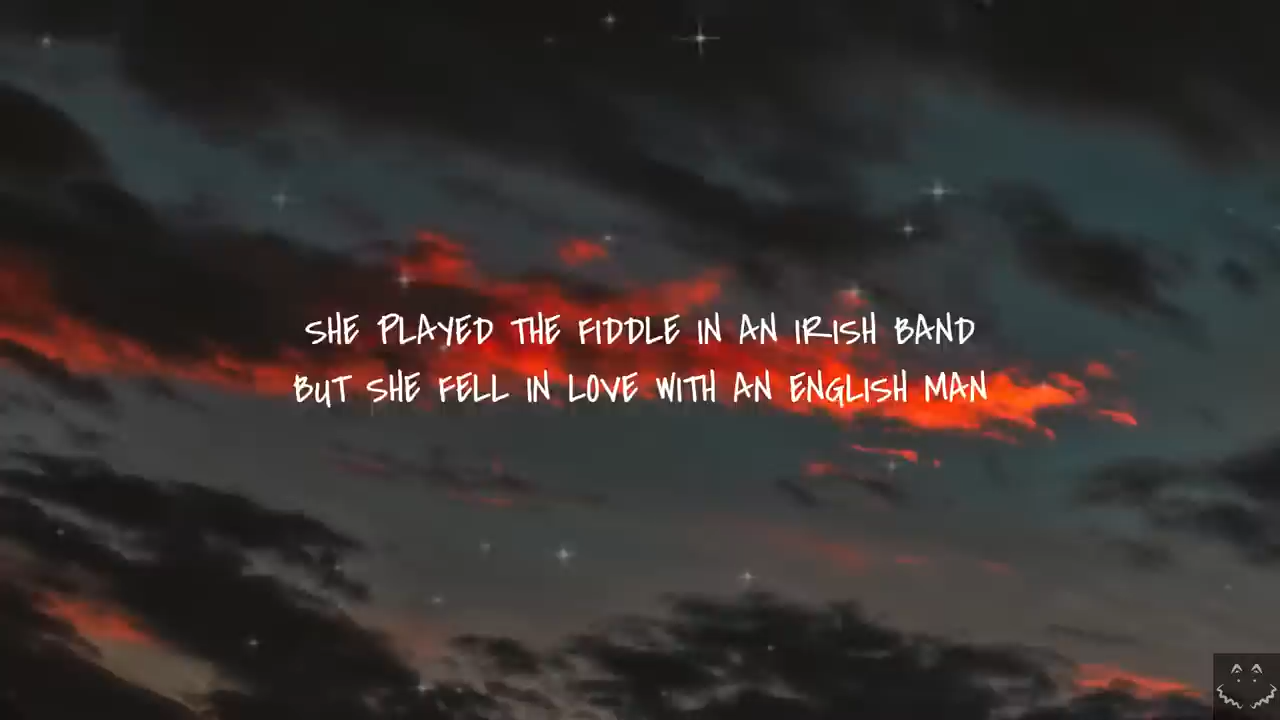 SHE PLAYED THE FIDDLE IN AN IRISH BAND
BUT SHE FELL IN LOVE WITH AN ENGLISH MAN